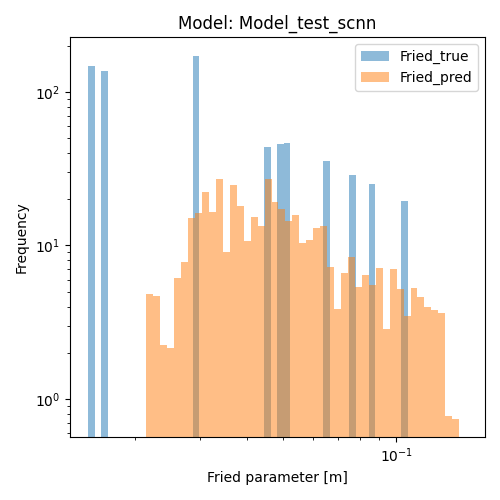 Model: Model_test_scnn
Fried_true
Fried_pred
Frequency
10²
10¹
10⁰
10⁻¹
Fried parameter [m]